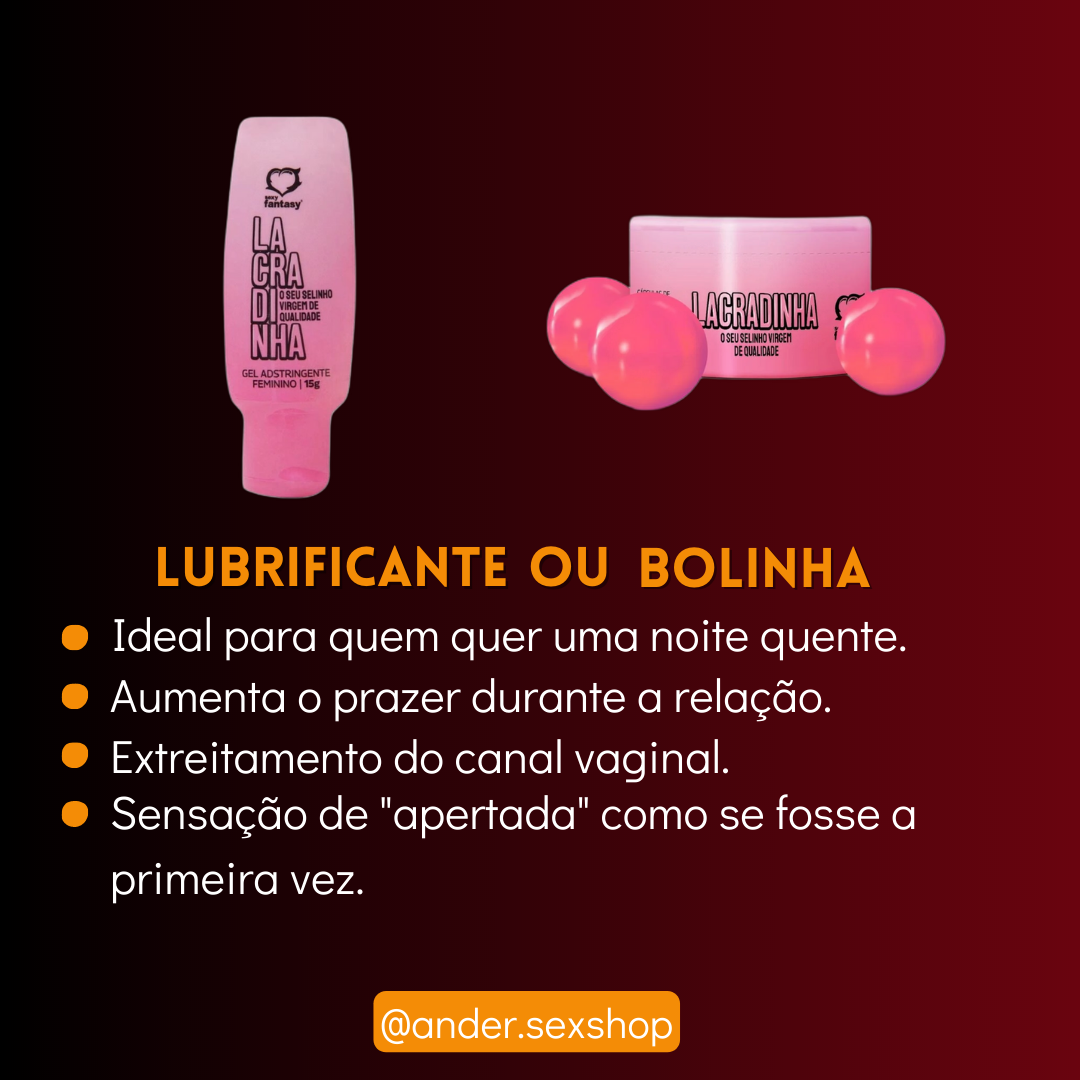 sexy
fantasy
LA
CRA
DI
NHA
O SEU SELINHO
VIRGEM DE
QUALIDADE
GEL ADSTRINGENTE
FEMININO | 15g
LACRADINHA
O SEU SELINHO VIRGEM
DE QUALIDADE
LUBRIFICANTE OU BOLINHA
Ideal para quem quer uma noite quente.
Aumenta o prazer durante a relação.
Extreitamento do canal vaginal.
Sensação de "apertada" como se fosse a
primeira vez.
@ander.sexshop